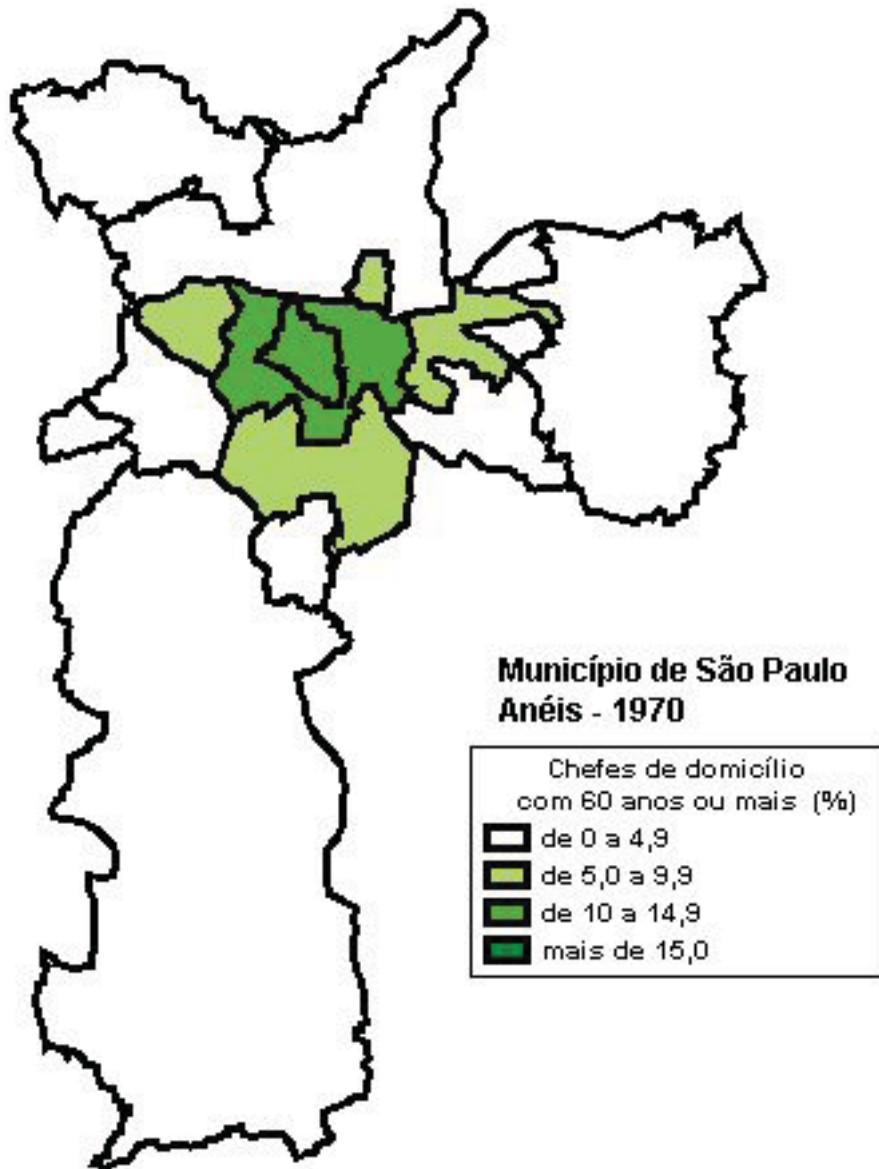 Município de São Paulo
Anéis - 1970
Chefes de domicílio
com 60 anos ou mais (%)
de 0 a 4,9
de 5,0 a 9,9
de 10 a 14,9
mais de 15,0